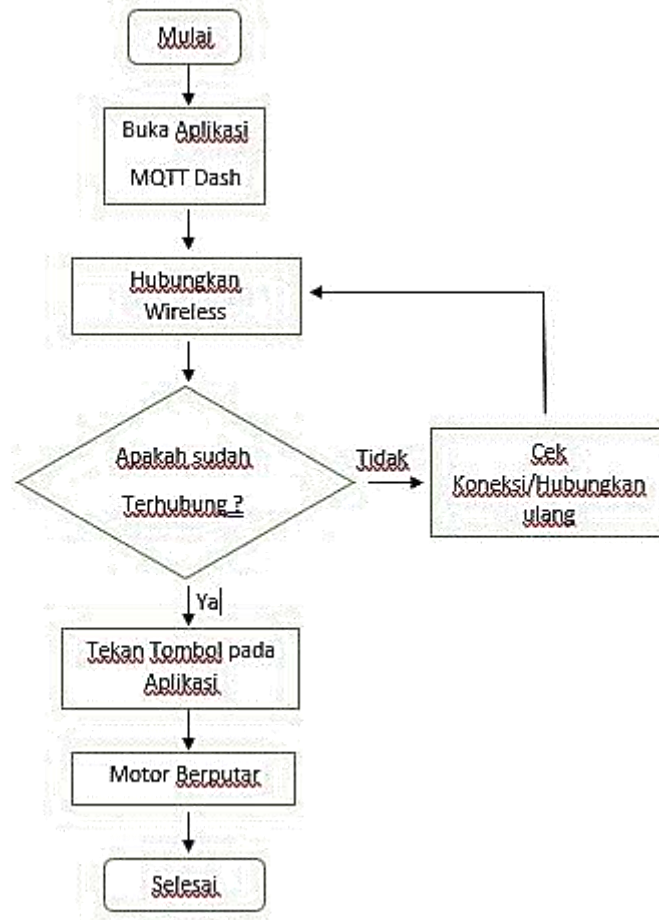 Mulai
Buka Aplikasi
MQTT Dash
Hubungkan
Wireless
Apakah sudah
Terhubung ?
Tidak
Cek
Koneksi/Hubungkan
ulang
Ya
Tekan Tombol pada
Aplikasi
Motor Berputar
Selesai